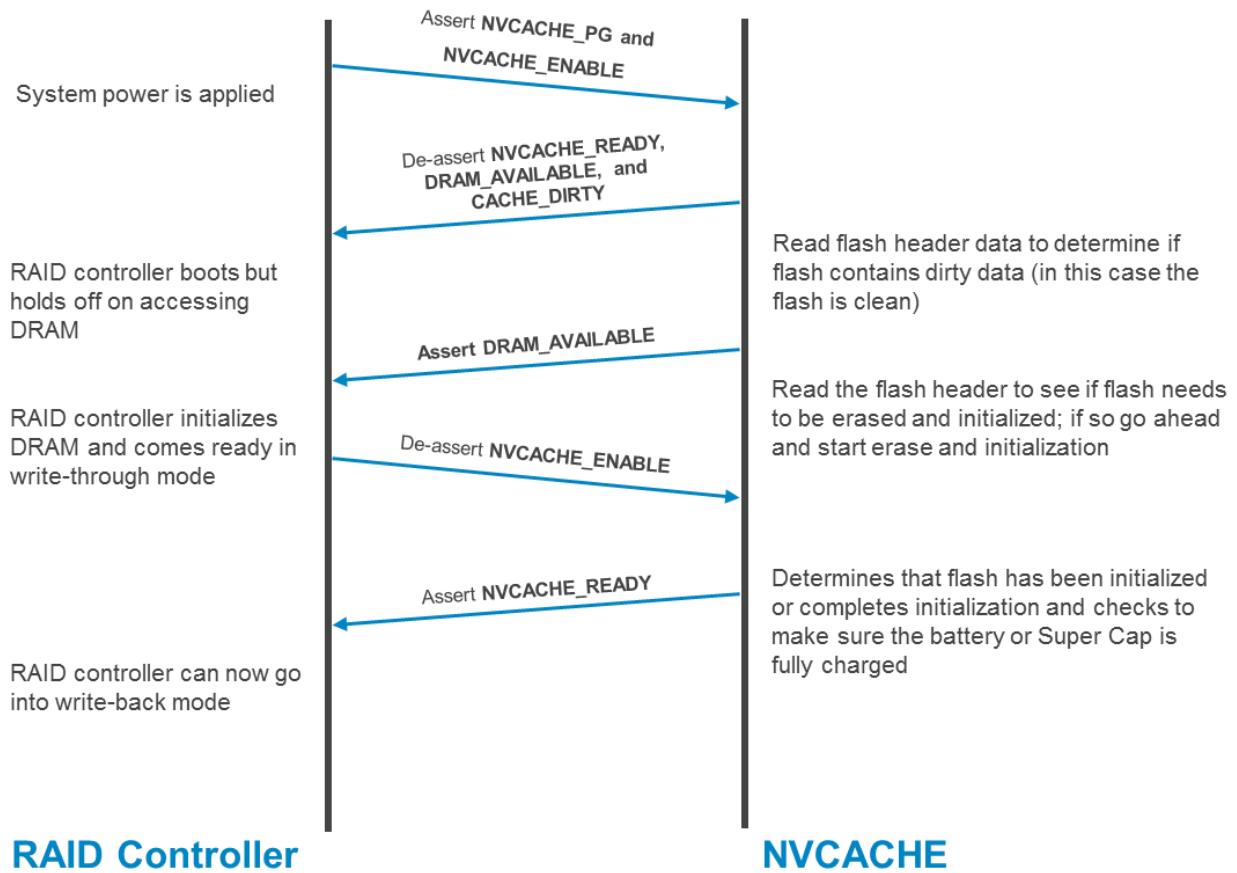 Assert NVCACHE_PG and
NVCACHE_ENABLE
System power is applied
De-assert NVCACHE_READY,
DRAM_AVAILABLE, and
CACHE_DIRTY
Read flash header data to determine if
flash contains dirty data (in this case the
flash is clean)
RAID controller boots but
holds off on accessing
DRAM
Assert DRAM_AVAILABLE
Read the flash header to see if flash needs
to be erased and initialized; if so go ahead
and start erase and initialization
RAID controller initializes
DRAM and comes ready in
write-through mode
De-assert NVCACHE_ENABLE
Assert NVCACHE_READY
Determines that flash has been initialized
or completes initialization and checks to
make sure the battery or Super Cap is
fully charged
RAID controller can now go
into write-back mode
RAID Controller
NVCACHE